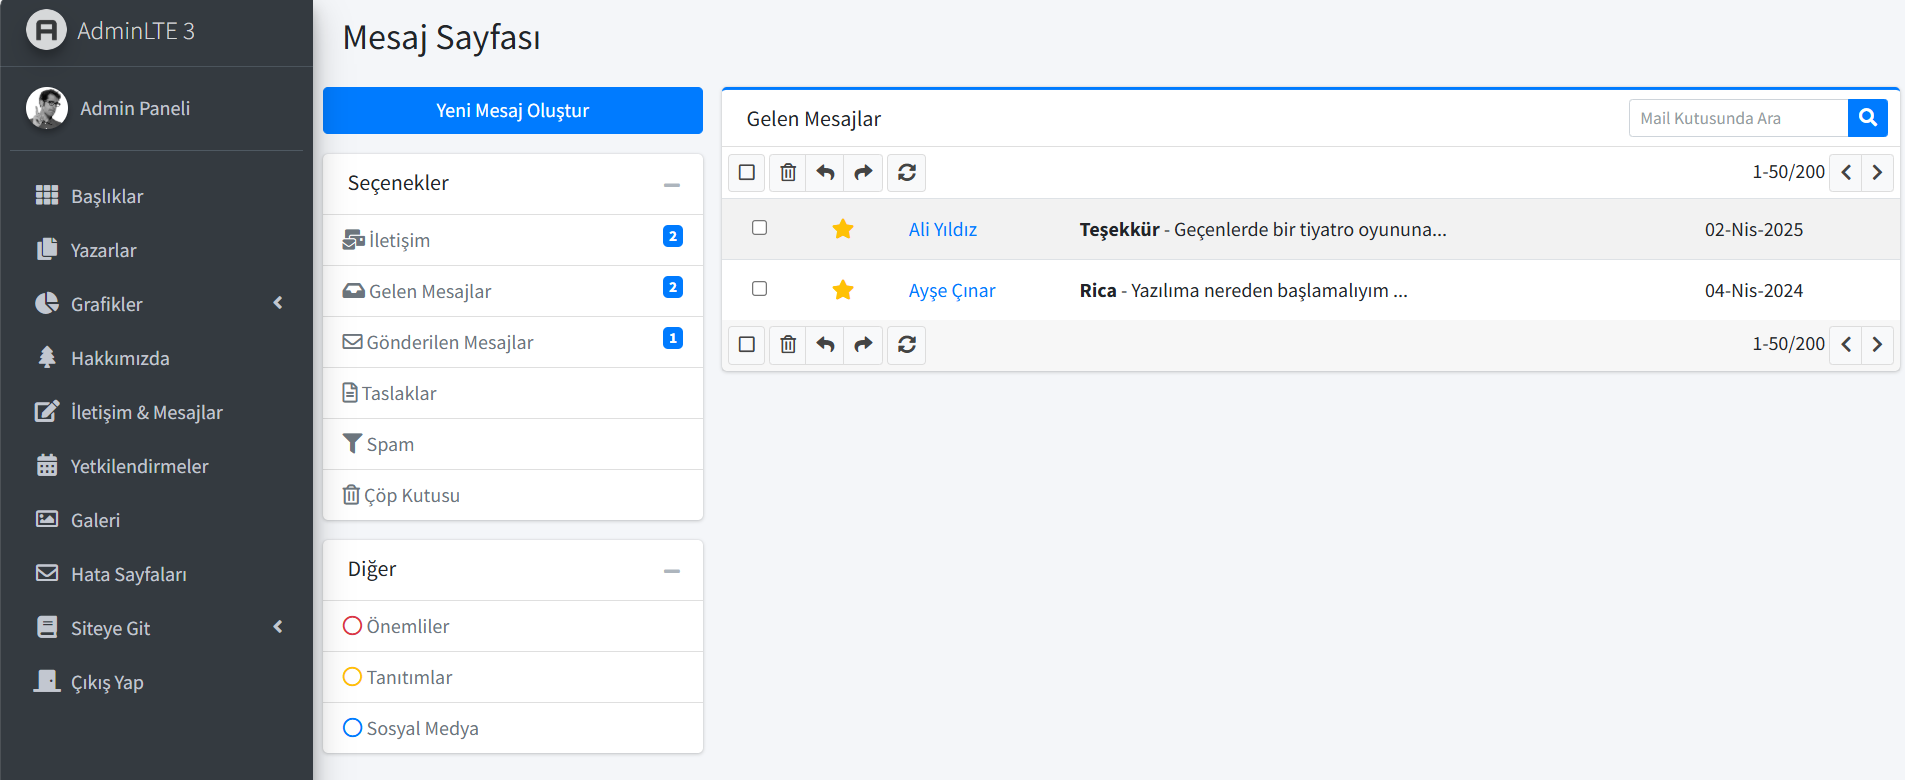 AdminLTE 3
Admin Paneli
Başlıklar
Yazarlar
Grafikler
Hakkımızda
İletişim & Mesajlar
Yetkilendirmeler
Galeri
Hata Sayfaları
Siteye Git
Çıkış Yap
Mesaj Sayfası
Yeni Mesaj Oluştur
Seçenekler
İletişim 2
Gelen Mesajlar 2
Gönderilen Mesajlar 1
Taslaklar
Spam
Çöp Kutusu
Diğer
Önemliler
Tanıtımlar
Sosyal Medya
Gelen Mesajlar
Mail Kutusunda Ara
1-50/200
Ali Yıldız Teşekkür - Geçenlerde bir tiyatro oyununa... 02-Nis-2025
Ayşe Çınar Rica - Yazılıma nereden başlamalıyım ... 04-Nis-2024
1-50/200